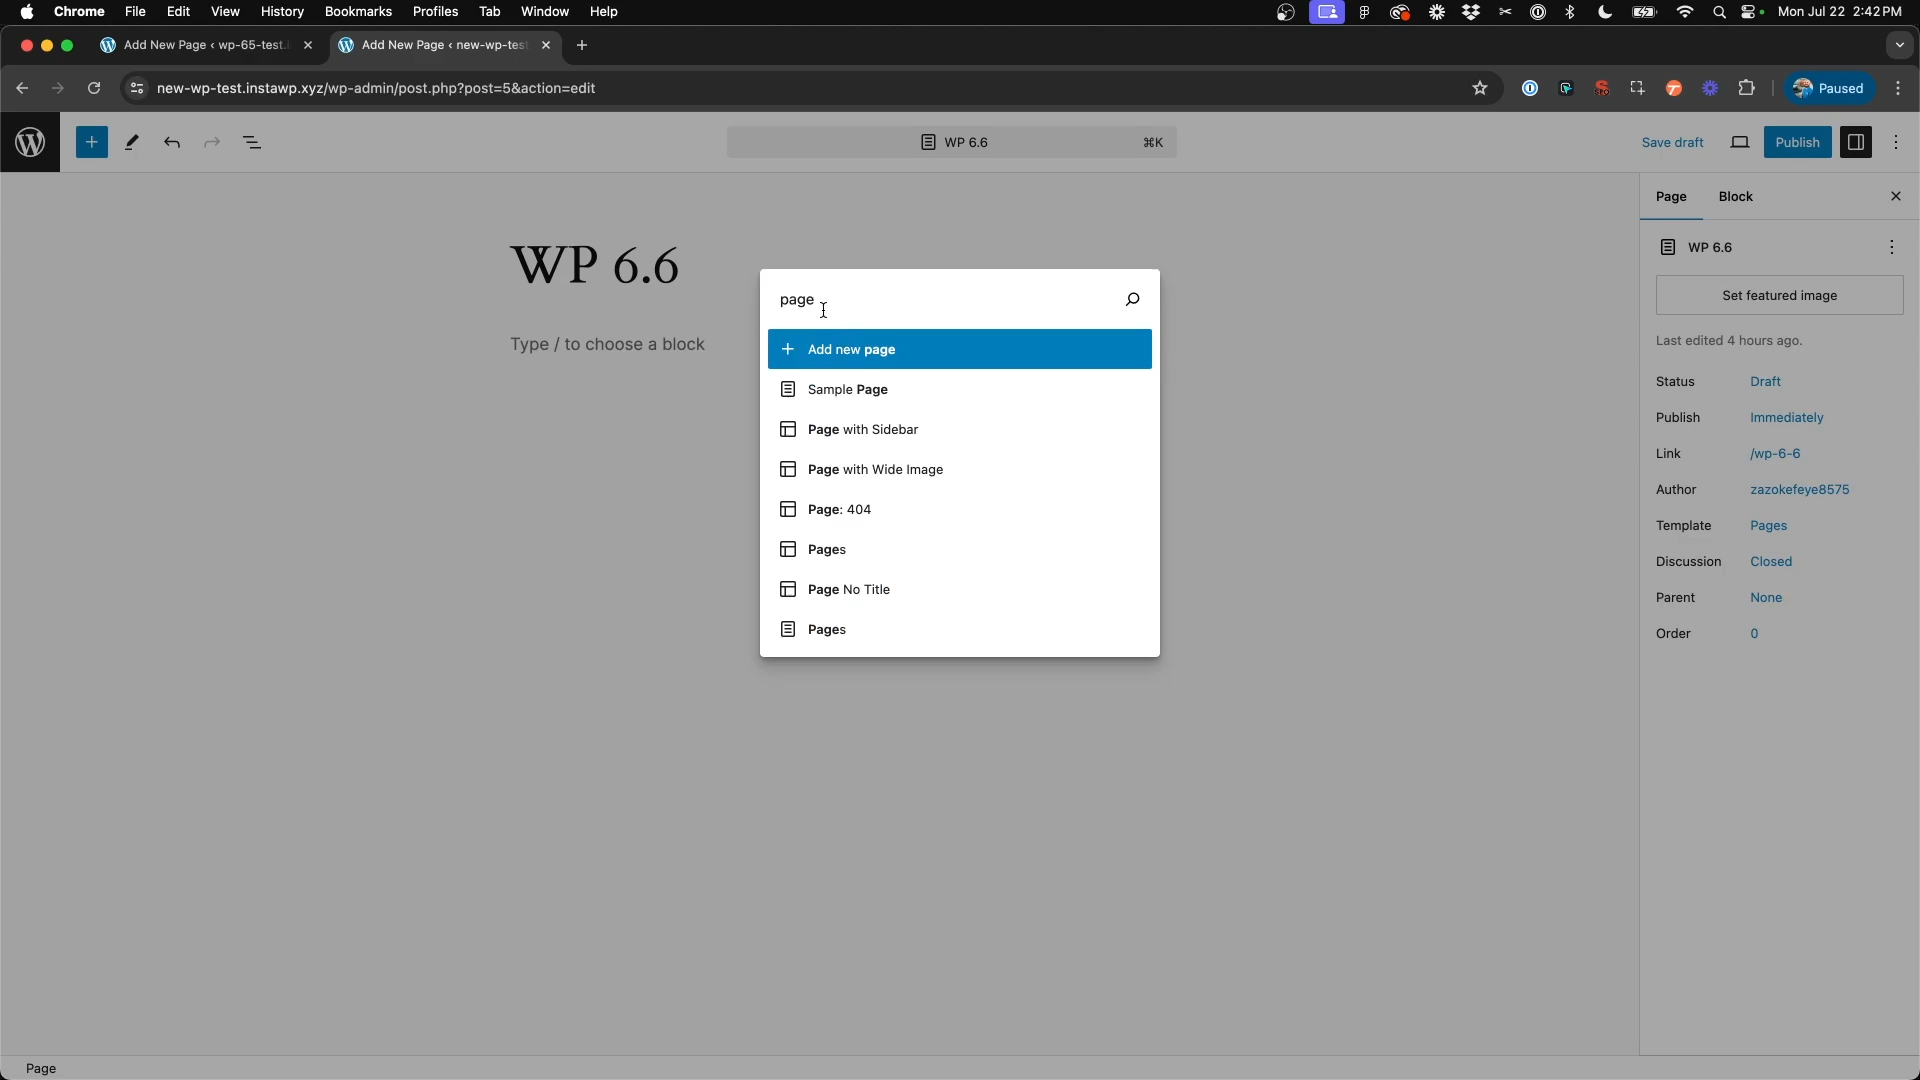 Chrome File Edit View History Bookmarks Profiles Tab Window Help Mon Jul 22 2:42 PM
Add New Page ‹ wp-65-test. Add New Page ‹ new-wp-test
new-wp-test.instawp.xyz/wp-admin/post.php?post=5&action=edit Paused
WP 6.6 ⌘K Save draft Publish
Page Block
WP 6.6
WP 6.6
Set featured image
Type / to choose a block
Last edited 4 hours ago.
Status Draft
Publish Immediately
Link /wp-6-6
Author zazokefeye8575
Template Pages
Discussion Closed
Parent None
Order 0
page
Add new page
Sample Page
Page with Sidebar
Page with Wide Image
Page: 404
Pages
Page No Title
Pages
Page